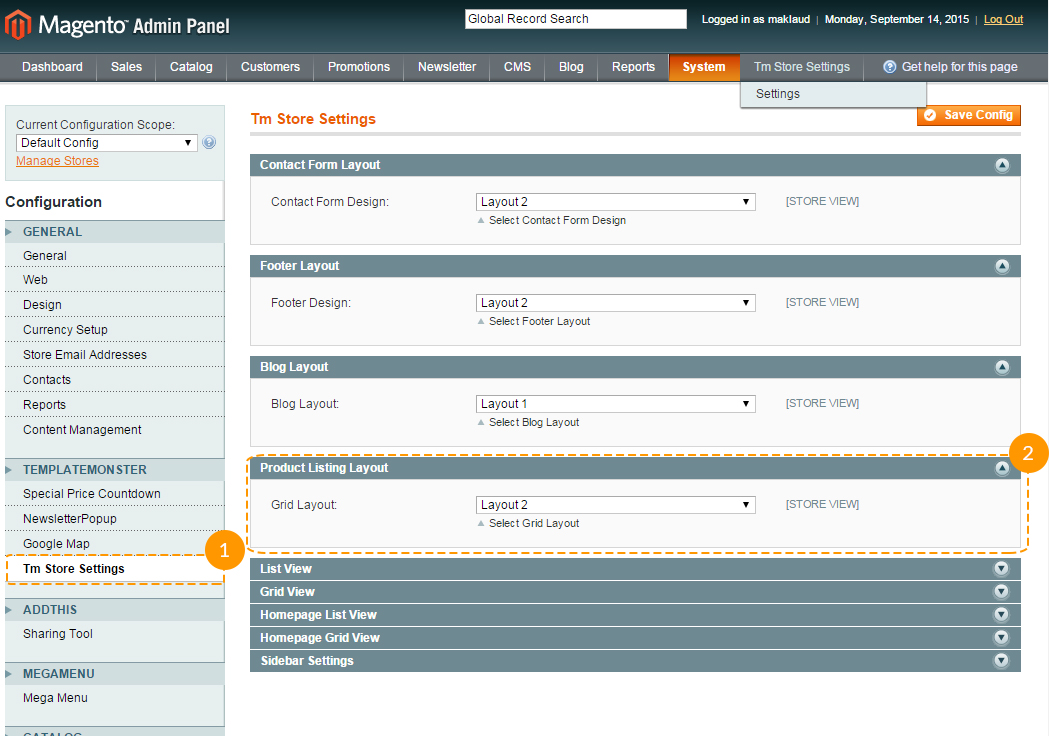 Magento Admin Panel
Global Record Search
Logged in as maklaud | Monday, September 14, 2015 | Log Out
Dashboard Sales Catalog Customers Promotions Newsletter CMS Blog Reports System Tm Store Settings Get help for this page
Settings
Current Configuration Scope:
Default Config
Manage Stores
Configuration
GENERAL
General
Web
Design
Currency Setup
Store Email Addresses
Contacts
Reports
Content Management
TEMPLATEMONSTER
Special Price Countdown
NewsletterPopup
Google Map
Tm Store Settings
1
ADDTHIS
Sharing Tool
MEGAMENU
Mega Menu
CATALOG
Tm Store Settings
Save Config
Contact Form Layout
Contact Form Design: Layout 2 [STORE VIEW]
Select Contact Form Design
Footer Layout
Footer Design: Layout 2 [STORE VIEW]
Select Footer Layout
Blog Layout
Blog Layout: Layout 1 [STORE VIEW]
Select Blog Layout
2
Product Listing Layout
Grid Layout: Layout 2 [STORE VIEW]
Select Grid Layout
List View
Grid View
Homepage List View
Homepage Grid View
Sidebar Settings